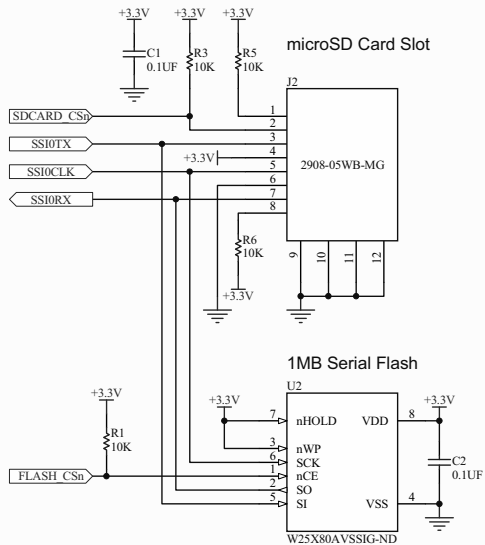 +3.3V +3.3V +3.3V
microSD Card Slot
C1 R3 R5
0.1UF 10K 10K
J2
SDCARD_CSn 1
2
SSI0TX 3
+3.3V 4
SSI0CLK 5
6
SSI0RX 7
8
2908-05WB-MG
R6
10K
9 10 11 12
+3.3V
1MB Serial Flash
U2
+3.3V +3.3V +3.3V
7 nHOLD VDD 8
R1
10K
3 nWP
6 SCK
FLASH_CSn 1 nCE
2 SO
5 SI VSS 4
C2
0.1UF
W25X80AVSSIG-ND